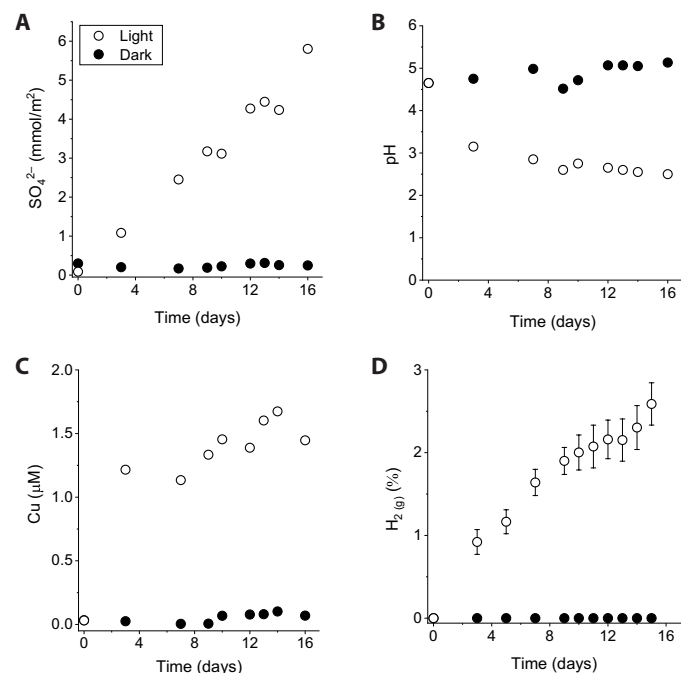 A
Light
Dark
SO₄²⁻ (mmol/m²)
6
5
4
3
2
1
0
0 4 8 12 16
Time (days)
B
pH
6
5
4
3
2
1
0
0 4 8 12 16
Time (days)
C
Cu (μM)
2.0
1.5
1.0
0.5
0.0
0 4 8 12 16
Time (days)
D
H₂ ₍g₎ (%)
3
2
1
0
0 4 8 12 16
Time (days)